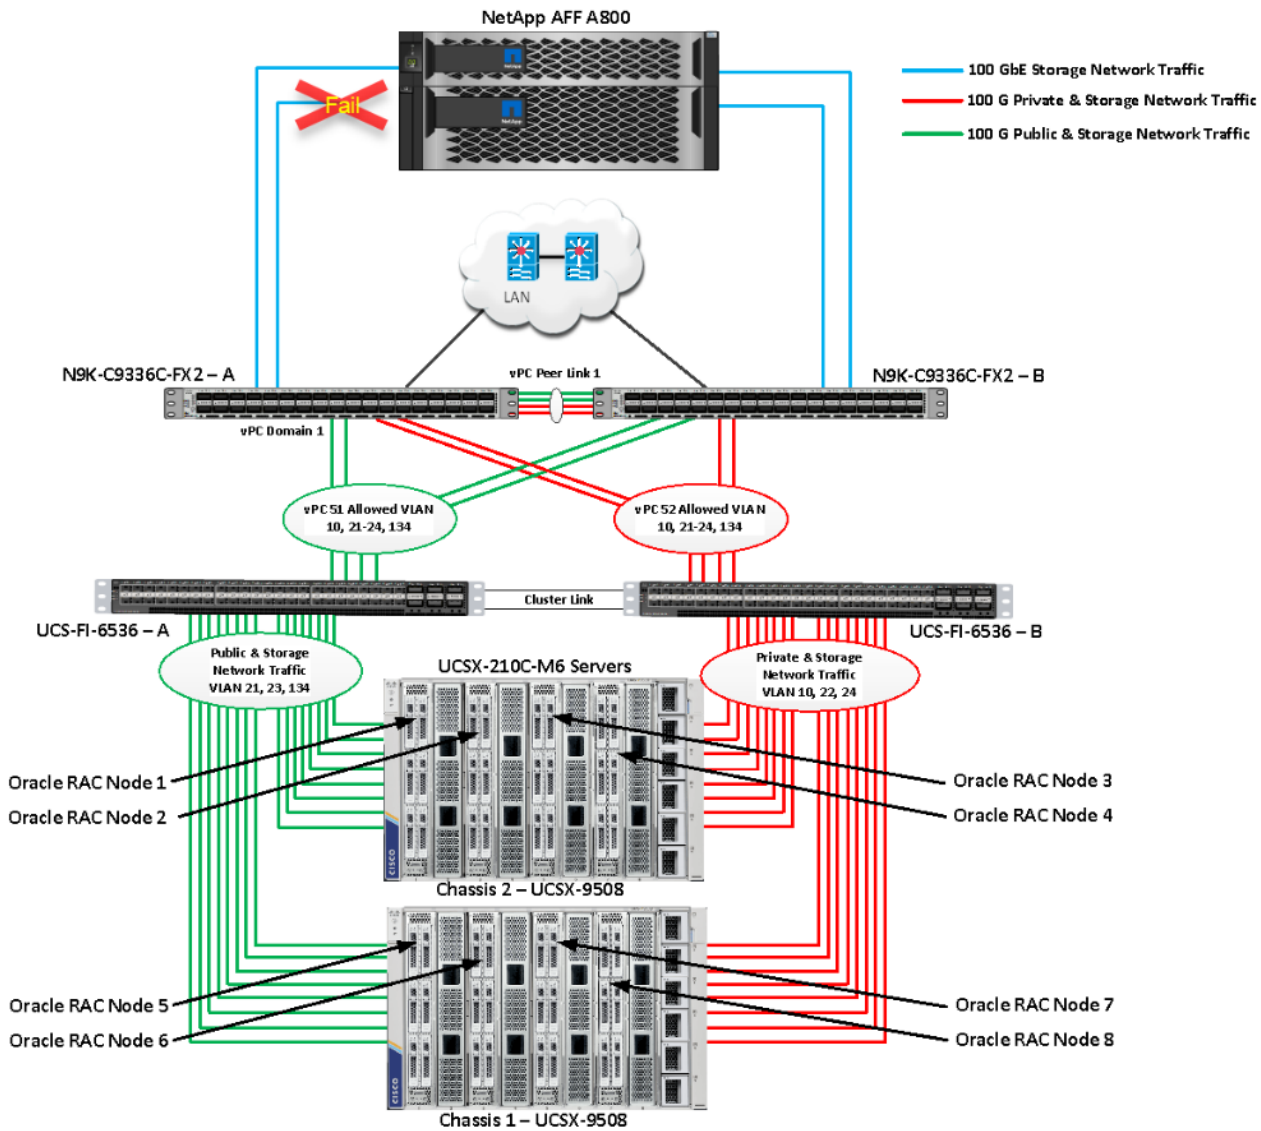 NetApp AFF A800
100 GbE Storage Network Traffic
100 G Private & Storage Network Traffic
100 G Public & Storage Network Traffic
Fail
NetApp
NetApp
LAN
N9K-C9336C-FX2 – A
vPC Peer Link 1
N9K-C9336C-FX2 – B
vPC Domain 1
vPC 51 Allowed VLAN
10, 21-24, 134
vPC 52 Allowed VLAN
10, 21-24, 134
Cluster Link
UCS-FI-6536 – A
UCS-FI-6536 – B
Public & Storage
Network Traffic
VLAN 21, 23, 134
Private & Storage
Network Traffic
VLAN 10, 22, 24
UCSX-210C-M6 Servers
Oracle RAC Node 1
Oracle RAC Node 2
Oracle RAC Node 3
Oracle RAC Node 4
CISCO
Chassis 2 – UCSX-9508
Oracle RAC Node 5
Oracle RAC Node 6
Oracle RAC Node 7
Oracle RAC Node 8
CISCO
Chassis 1 – UCSX-9508